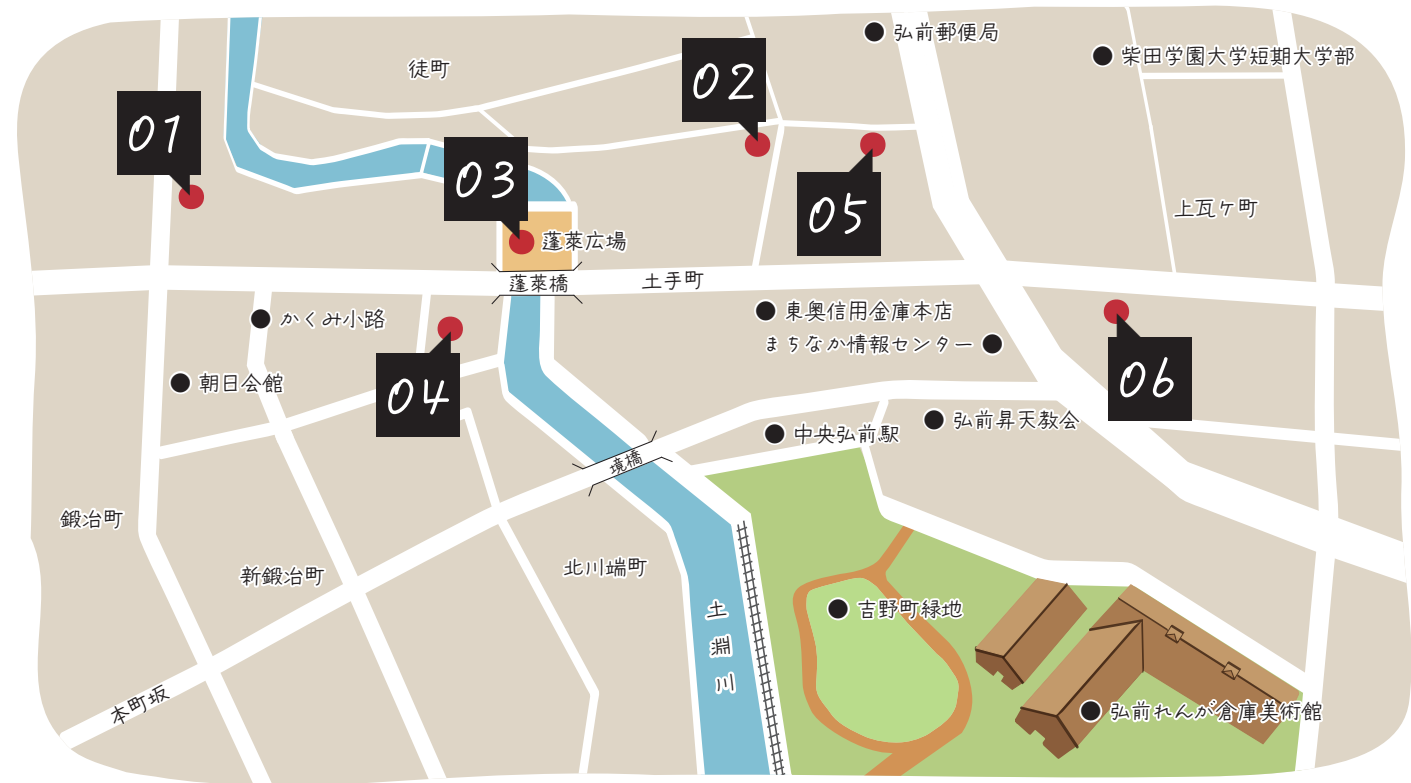 弘前郵便局
柴田学園大学短期大学部
徒町
02
01
03
05
上瓦ケ町
蓬莱広場
蓬莱橋
土手町
かくみ小路
東奥信用金庫本店
まちなか情報センター
朝日会館
04
06
中央弘前駅
弘前昇天教会
境橋
鍛冶町
新鍛冶町
北川端町
土淵川
吉野町緑地
本町坂
弘前れんが倉庫美術館